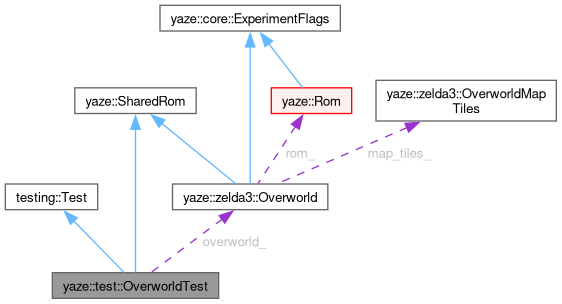 yaze::core::ExperimentFlags
yaze::SharedRom
yaze::Rom
yaze::zelda3::OverworldMap
Tiles
rom_
map_tiles_
testing::Test
yaze::zelda3::Overworld
overworld_
yaze::test::OverworldTest